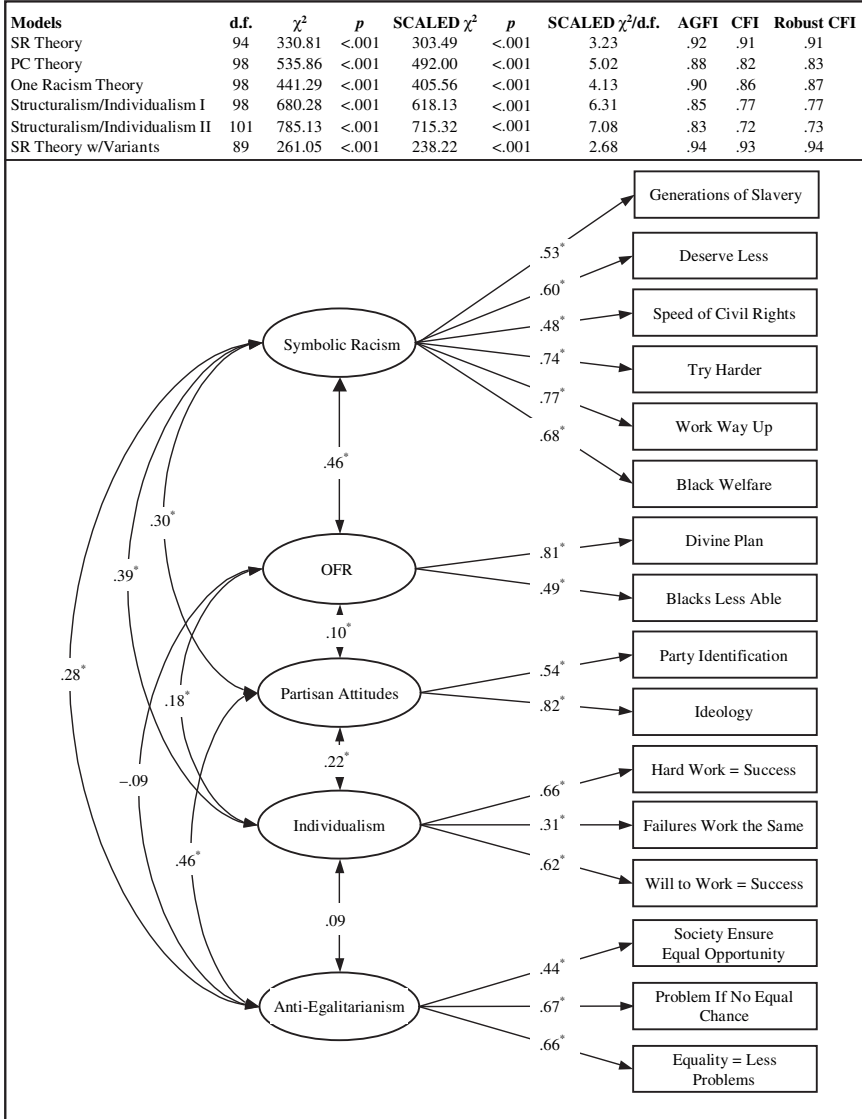 Models d.f. χ² p SCALED χ² p SCALED χ²/d.f. AGFI CFI Robust CFI
SR Theory 94 330.81 <.001 303.49 <.001 3.23 .92 .91 .91
PC Theory 98 535.86 <.001 492.00 <.001 5.02 .88 .82 .83
One Racism Theory 98 441.29 <.001 405.56 <.001 4.13 .90 .86 .87
Structuralism/Individualism I 98 680.28 <.001 618.13 <.001 6.31 .85 .77 .77
Structuralism/Individualism II 101 785.13 <.001 715.32 <.001 7.08 .83 .72 .73
SR Theory w/Variants 89 261.05 <.001 238.22 <.001 2.68 .94 .93 .94
Generations of Slavery
.53*
Deserve Less
.60*
Speed of Civil Rights
.48*
Symbolic Racism
.74*
Try Harder
.77*
Work Way Up
.68*
Black Welfare
.46*
.30*
Divine Plan
.81*
OFR
.39*
.49*
Blacks Less Able
.10*
Party Identification
.54*
.28*
.18*
Partisan Attitudes
.82*
Ideology
.22*
–.09
Hard Work = Success
.66*
Individualism
.31*
Failures Work the Same
.46*
.62*
Will to Work = Success
.09
Society Ensure
Equal Opportunity
.44*
Anti-Egalitarianism
.67*
Problem If No Equal
Chance
.66*
Equality = Less
Problems